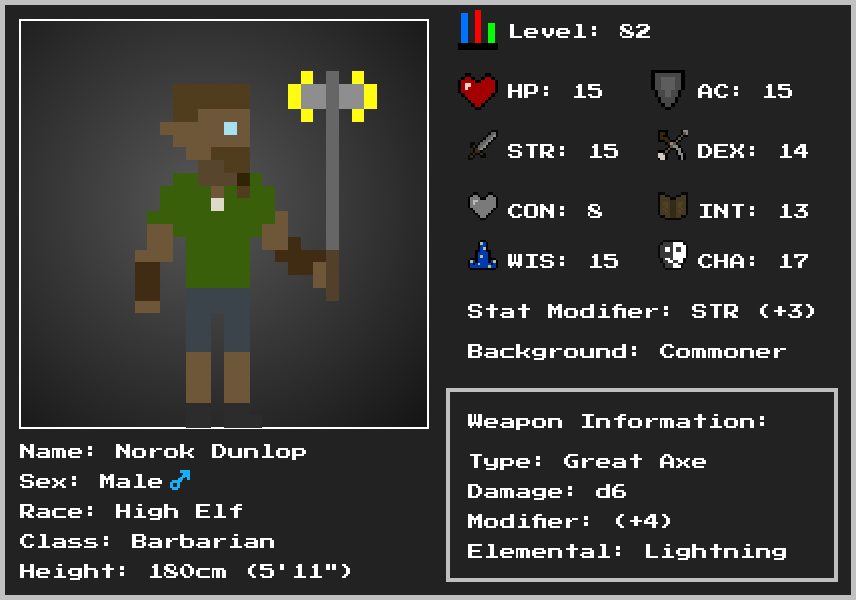 Level: 82
HP: 15 AC: 15
STR: 15 DEX: 14
CON: 8 INT: 13
WIS: 15 CHA: 17
Stat Modifier: STR (+3)
Background: Commoner
Weapon Information:
Type: Great Axe
Damage: d6
Modifier: (+4)
Elemental: Lightning
Name: Norok Dunlop
Sex: Male♂
Race: High Elf
Class: Barbarian
Height: 180cm (5'11")